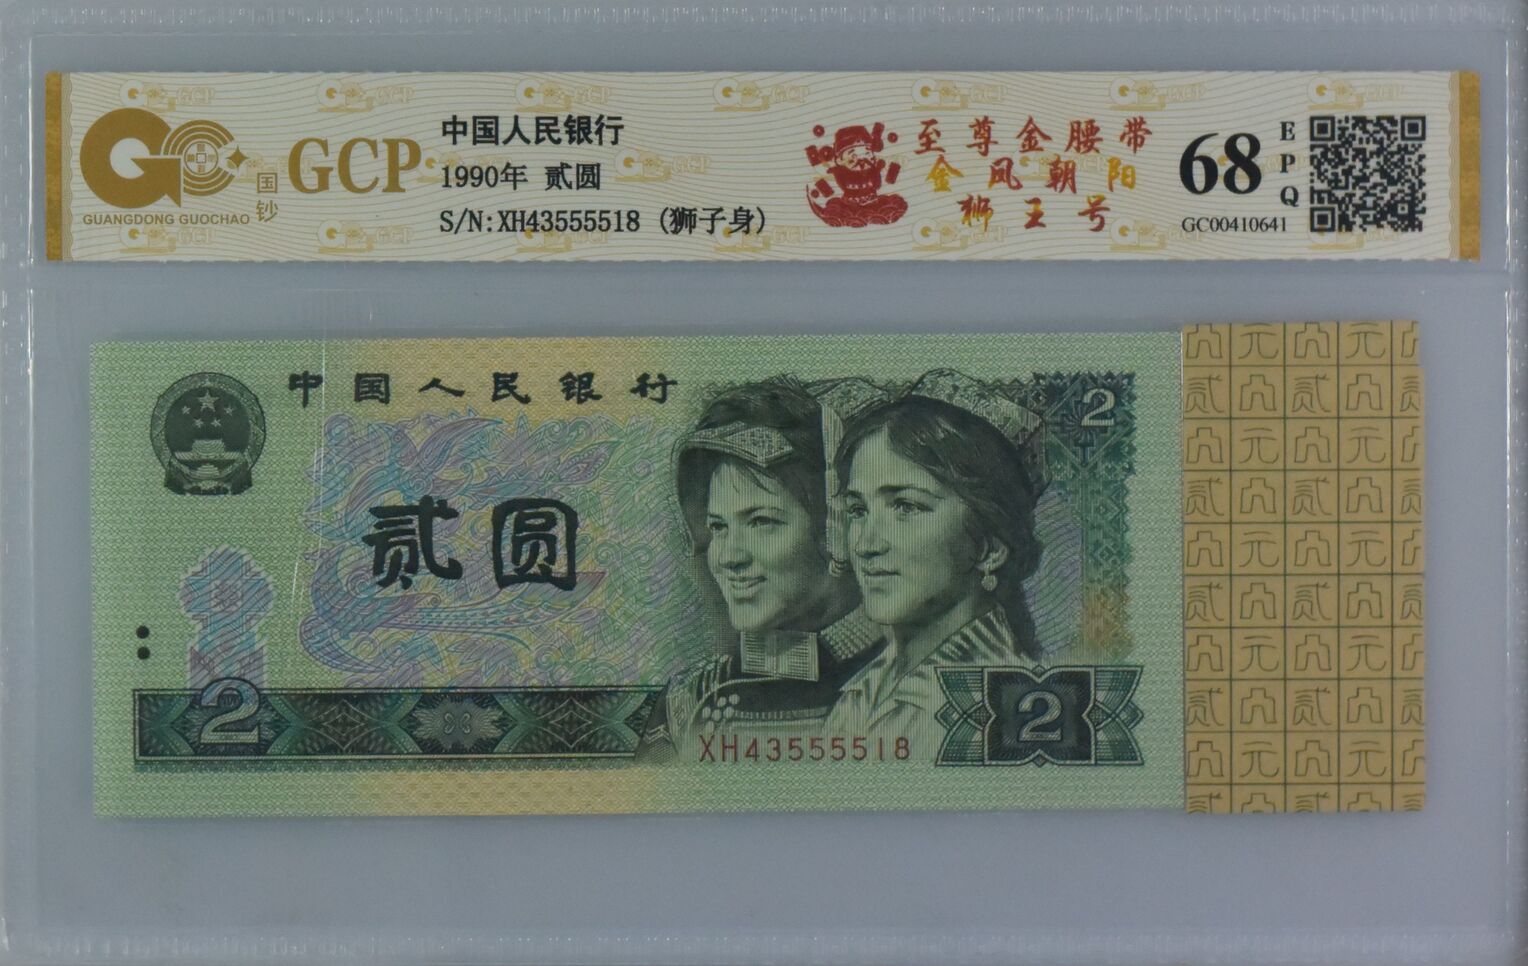 GCP
国钞
GUANGDONG GUOCHAO
中国人民银行
1990年 贰圆
S/N:XH43555518 (狮子身)
至尊金腰带
金凤朝阳
狮王号
68
EPQ
GC00410641
中国人民银行
贰圆
2
2
2
XH43555518